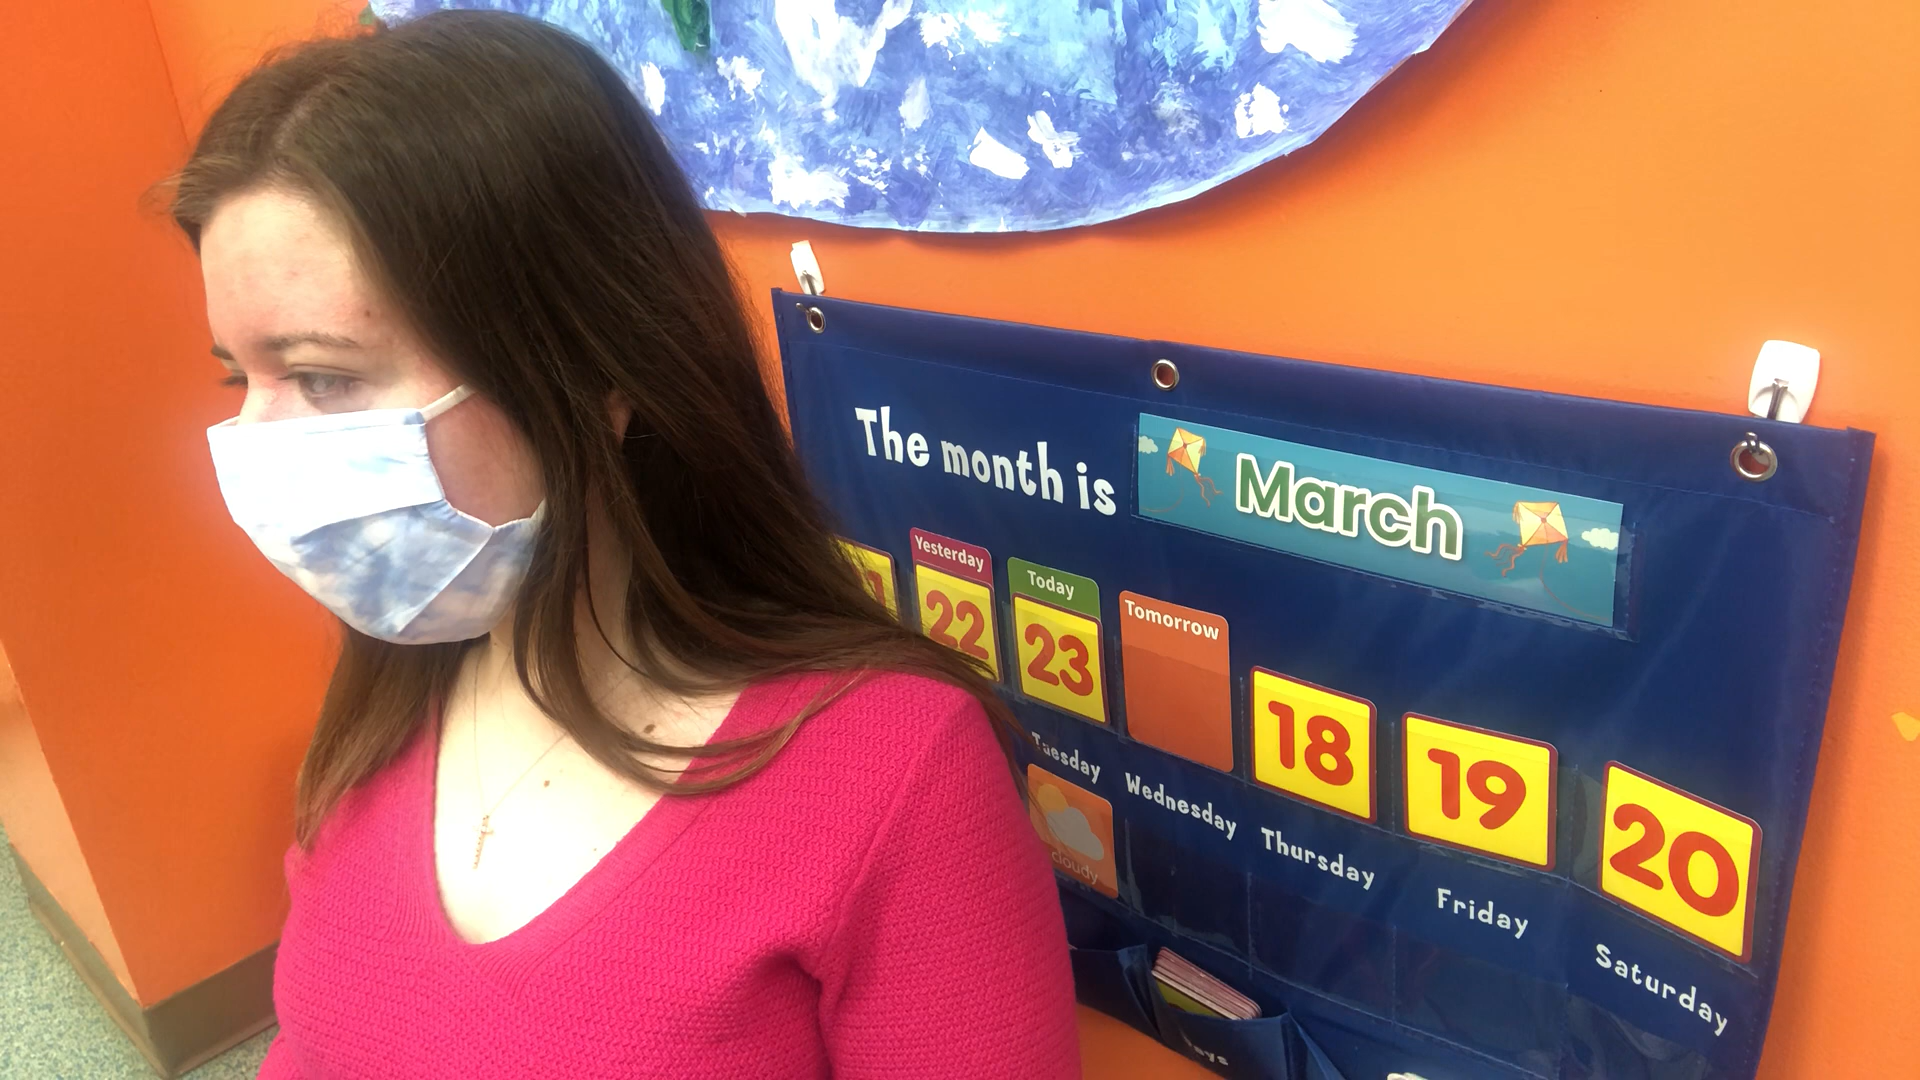 The month is March
Yesterday Today Tomorrow
22 23 18 19 20
Tuesday Wednesday Thursday Friday Saturday
cloudy